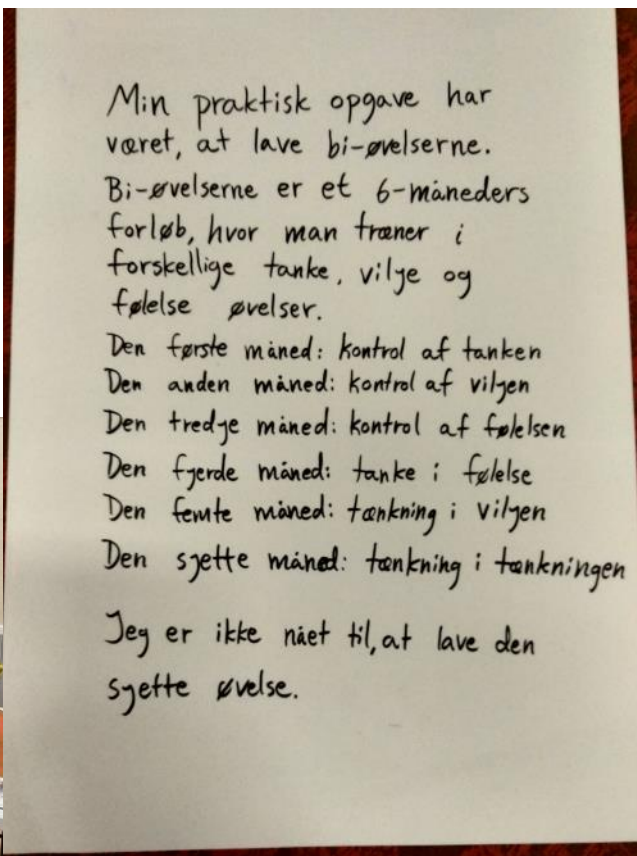 Min praktisk opgave har
været, at lave bi-øvelserne.
Bi-øvelserne er et 6-måneders
forløb, hvor man træner i
forskellige tanke, vilje og
følelse øvelser.
Den første måned: kontrol af tanken
Den anden måned: kontrol af viljen
Den tredje måned: kontrol af følelsen
Den fjerde måned: tanke i følelse
Den femte måned: tænkning i viljen
Den sjette måned: tænkning i tænkningen
Jeg er ikke nået til, at lave den
sjette øvelse.